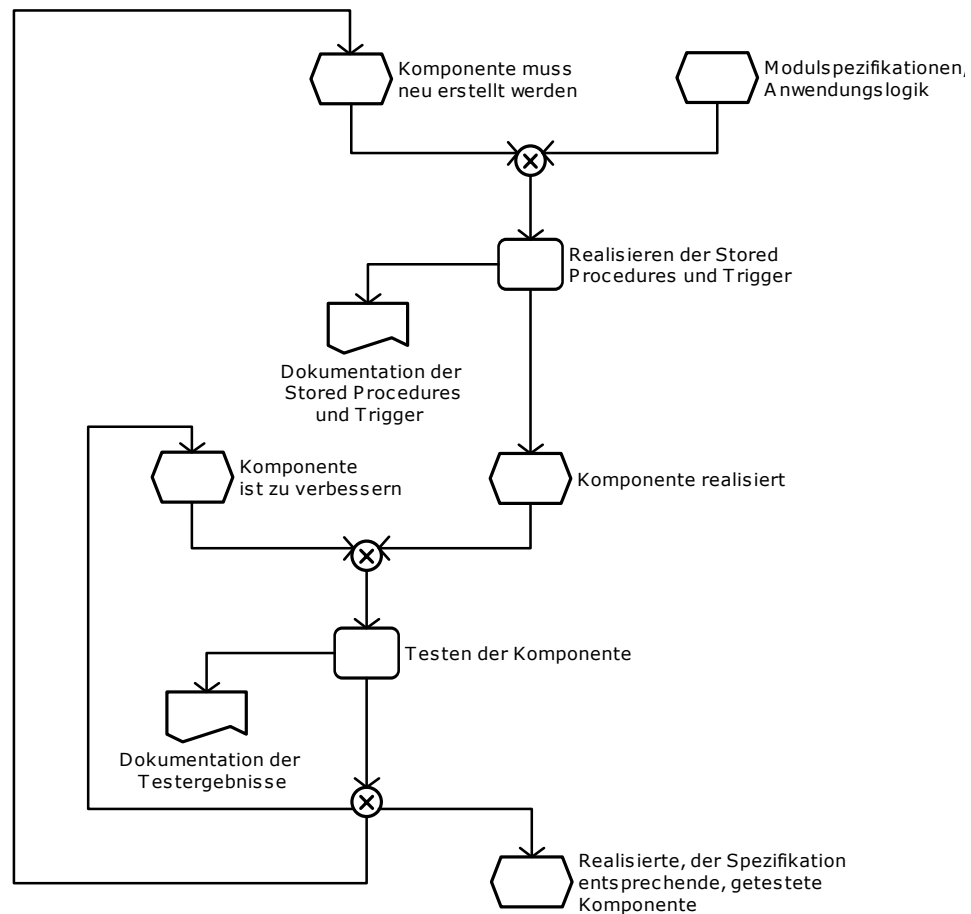 Komponente muss
neu erstellt werden
Modulspezifikationen,
Anwendungslogik
Realisieren der Stored
Procedures und Trigger
Dokumentation der
Stored Procedures
und Trigger
Komponente
ist zu verbessern
Komponente realisiert
Testen der Komponente
Dokumentation der
Testergebnisse
Realisierte, der Spezifikation
entsprechende, getestete
Komponente